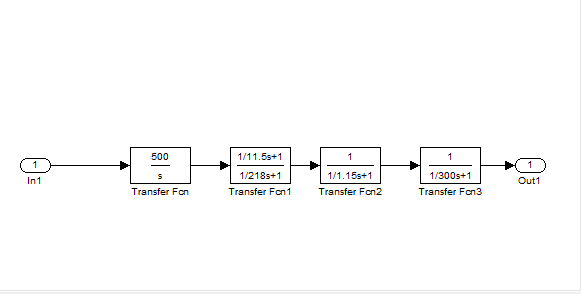 1
In1
500
s
Transfer Fcn
1/11.5s+1
1/218s+1
Transfer Fcn1
1
1/1.15s+1
Transfer Fcn2
1
1/300s+1
Transfer Fcn3
1
Out1